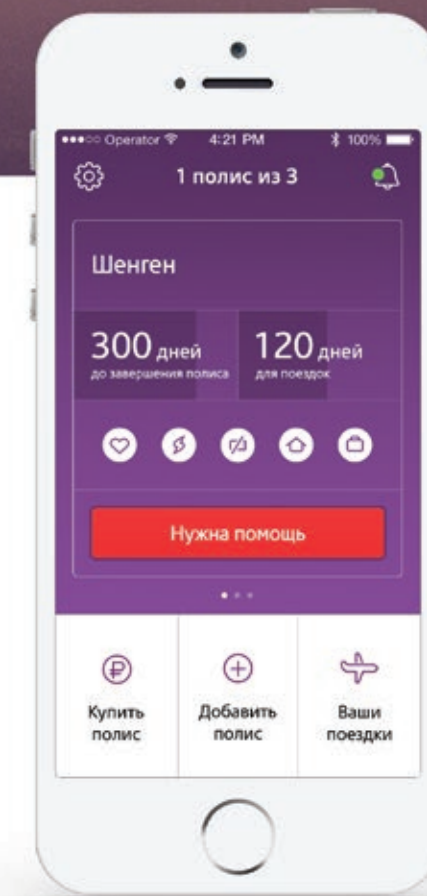 Operator 4:21 PM 100%
1 полис из 3
Шенген
300 дней 120 дней
до завершения полиса для поездок
Нужна помощь
Купить Добавить Ваши
полис полис поездки